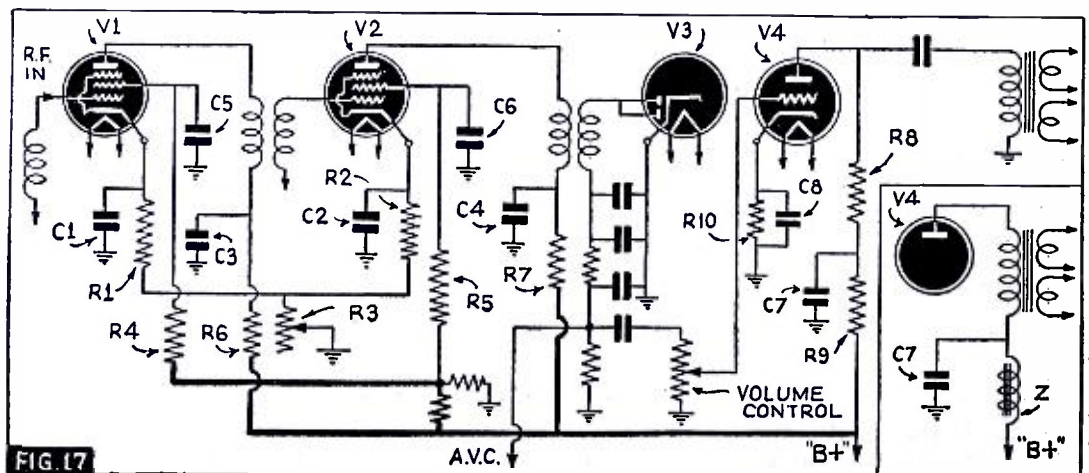 V1
V2
V3
V4
R.F.
IN
C5
C6
R8
R2
C1
C3
C2
C4
R10
C8
V4
R1
R3
R5
R7
C7
R4
R6
R9
C7
Z
VOLUME
CONTROL
FIG.17
A.V.C.
"B+"
"B+"